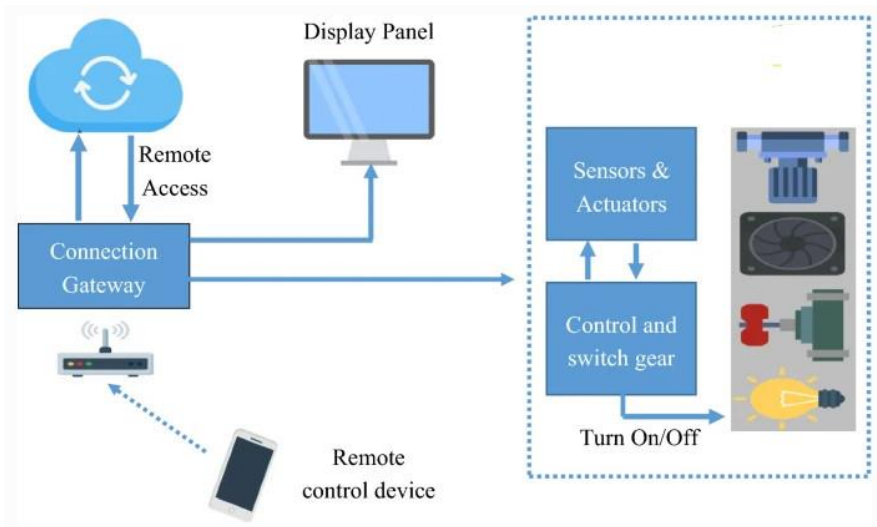 Display Panel
Remote
Access
Connection
Gateway
Sensors &
Actuators
Control and
switch gear
Turn On/Off
Remote
control device